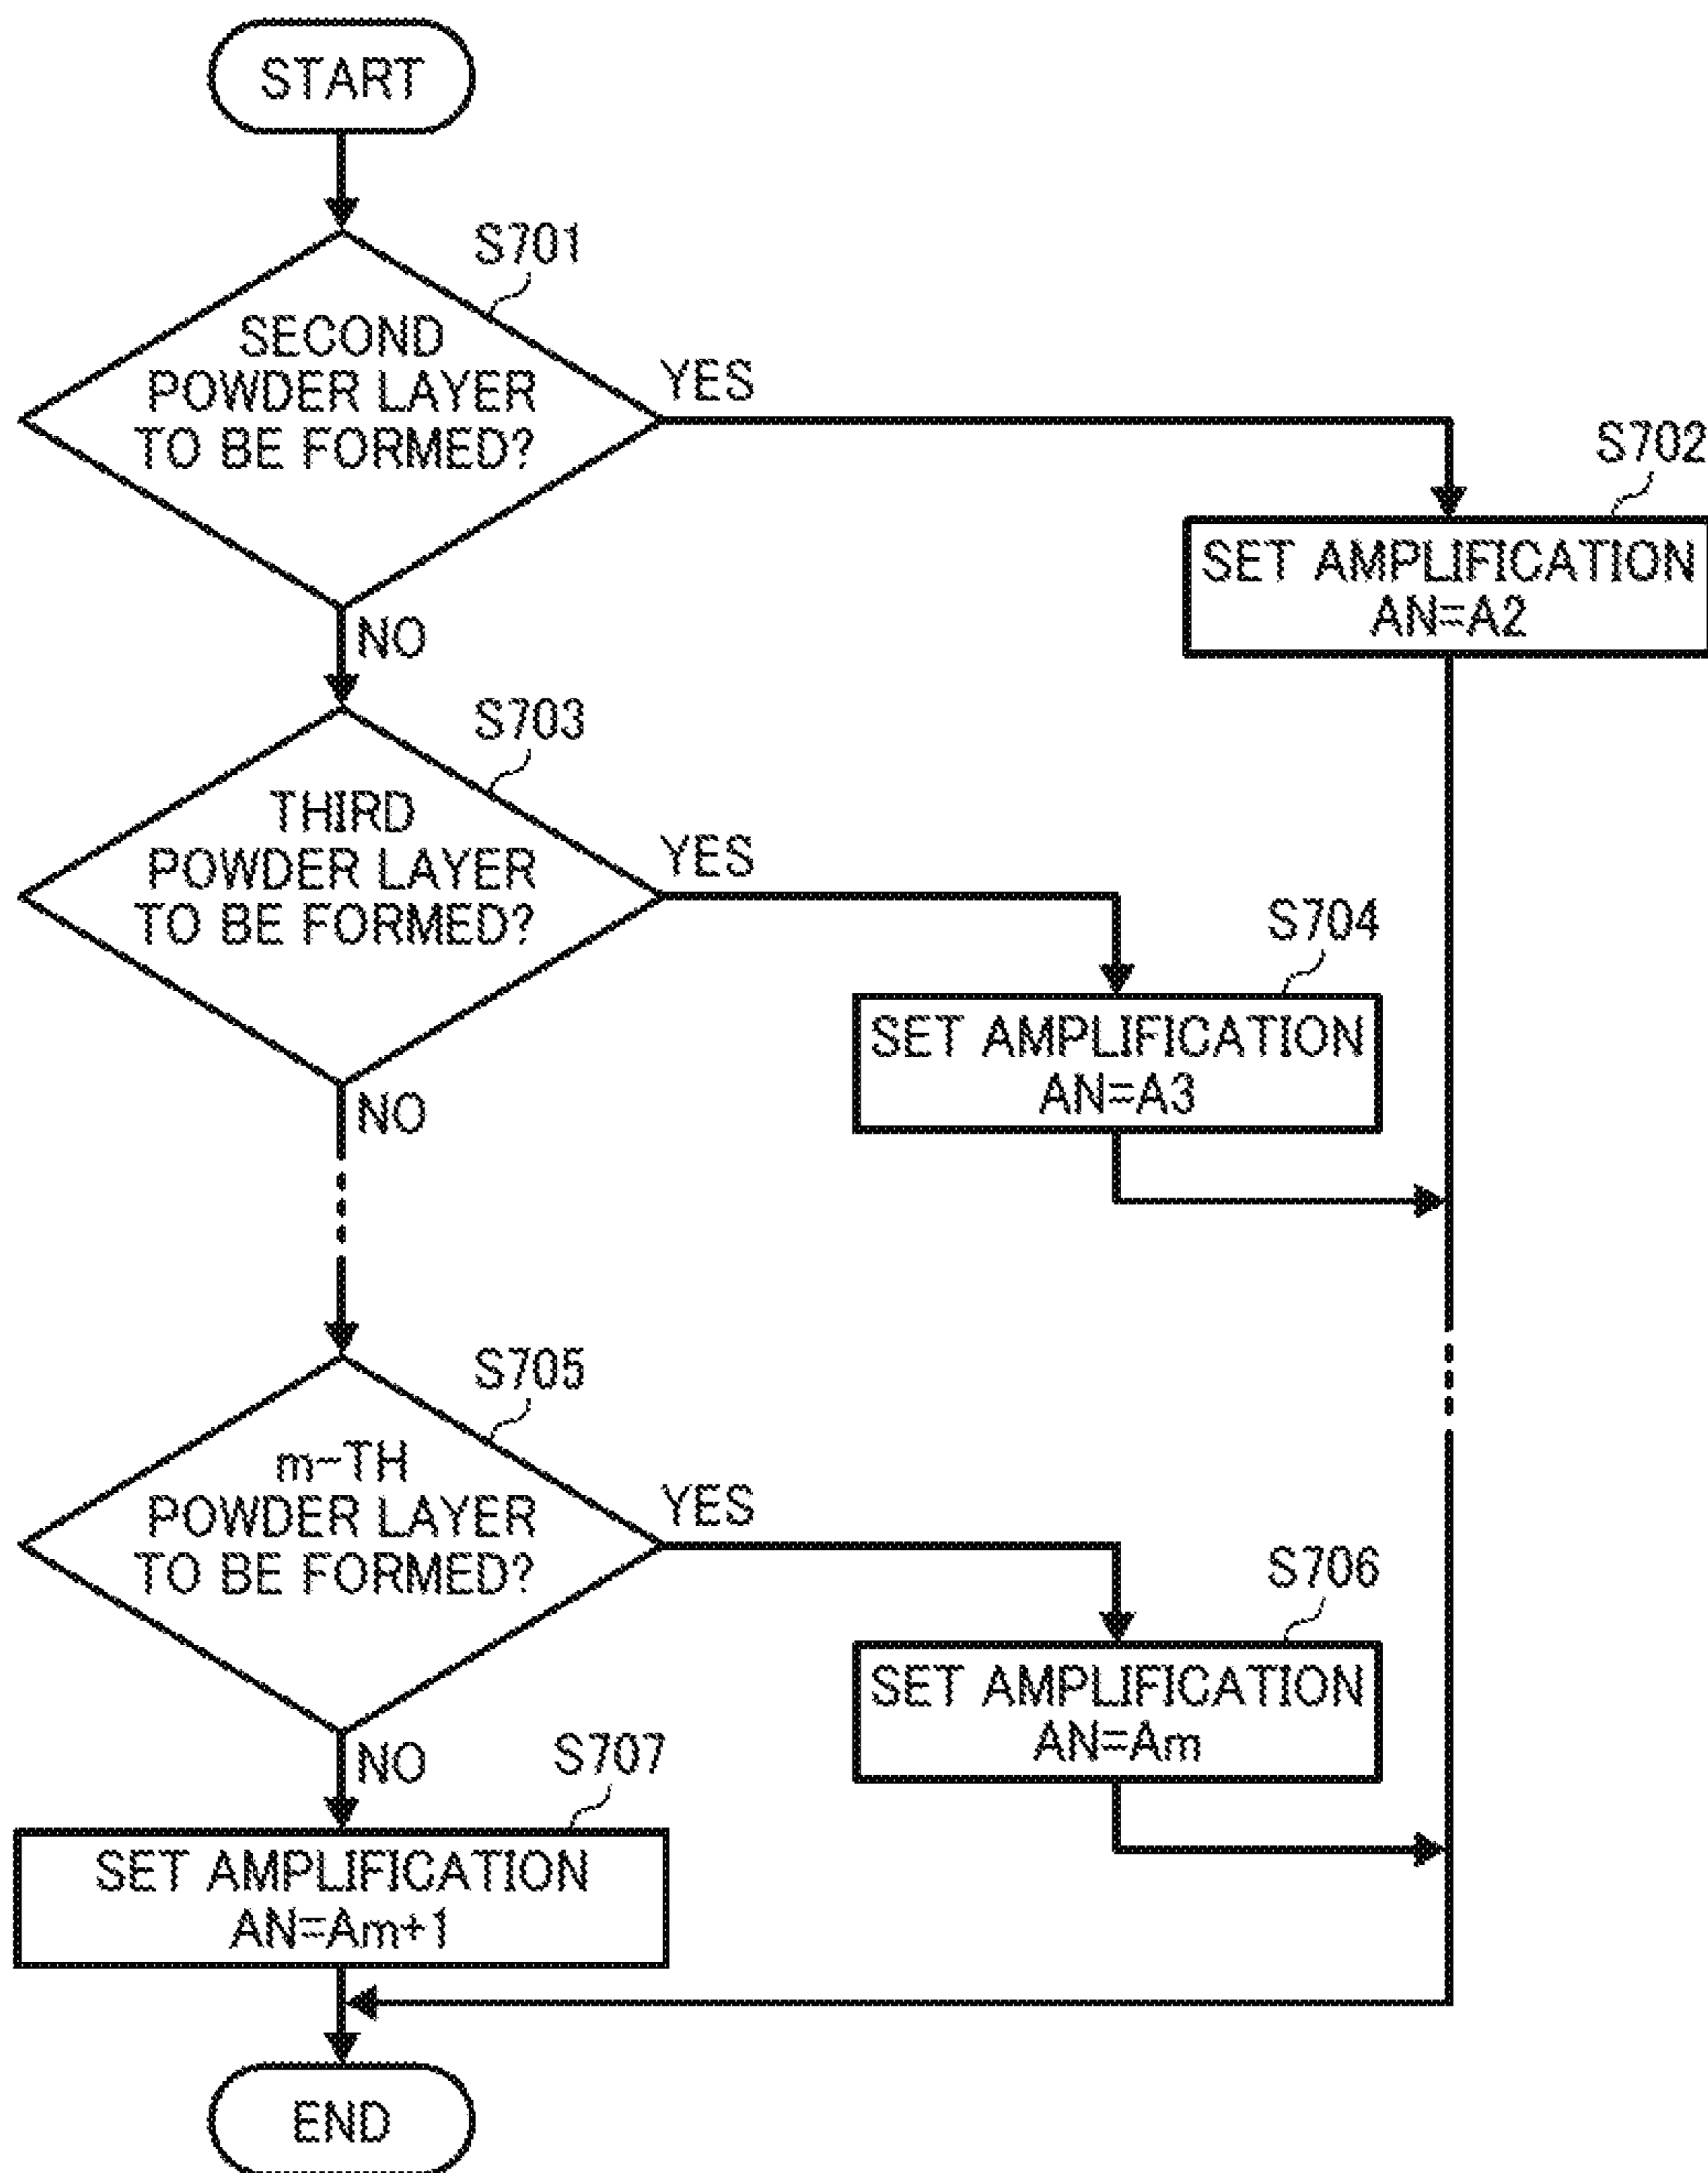 START
S701
SECOND
POWDER LAYER
TO BE FORMED?
YES
S702
SET AMPLIFICATION
AN=A2
NO
S703
THIRD
POWDER LAYER
TO BE FORMED?
YES
S704
SET AMPLIFICATION
AN=A3
NO
S705
m-TH
POWDER LAYER
TO BE FORMED?
YES
S706
SET AMPLIFICATION
AN=Am
NO
S707
SET AMPLIFICATION
AN=Am+1
END